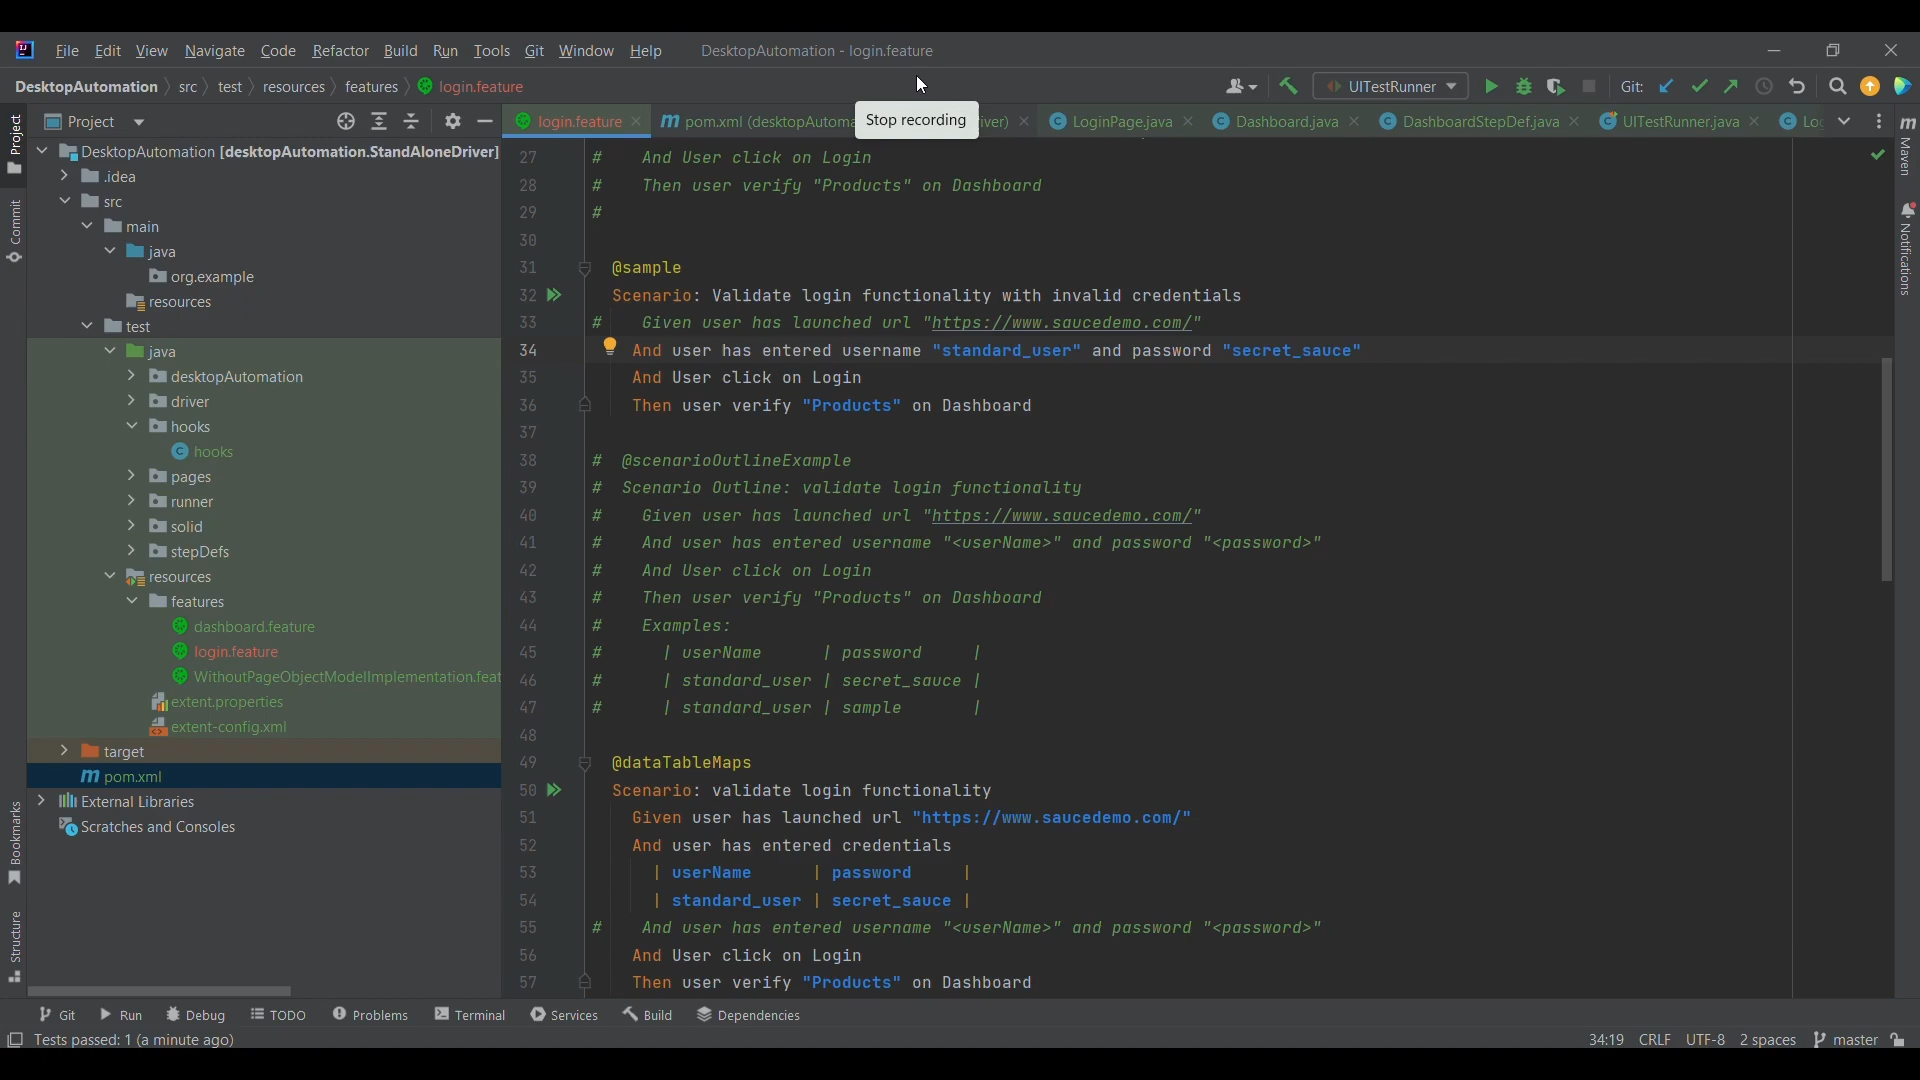 File Edit View Navigate Code Refactor Build Run Tools Git Window Help DesktopAutomation - login.feature
DesktopAutomation src test resources features login.feature UITestRunner Git:
Stop recording
Project login.feature pom.xml (desktopAutoma iver) LoginPage.java Dashboard.java DashboardStepDef.java UITestRunner.java Lo
Project
Commit
Bookmarks
Structure
Maven
Notifications
DesktopAutomation [desktopAutomation.StandAloneDriver]
.idea
src
main
java
org.example
resources
test
java
desktopAutomation
driver
hooks
hooks
pages
runner
solid
stepDefs
resources
features
dashboard.feature
login.feature
WithoutPageObjectModelImplementation.feat
extent.properties
extent-config.xml
target
pom.xml
External Libraries
Scratches and Consoles
27 # And User click on Login
28 # Then user verify "Products" on Dashboard
29 #
30
31 @sample
32 Scenario: Validate login functionality with invalid credentials
33 # Given user has launched url "https://www.saucedemo.com/"
34 And user has entered username "standard_user" and password "secret_sauce"
35 And User click on Login
36 Then user verify "Products" on Dashboard
37
38 # @scenarioOutlineExample
39 # Scenario Outline: validate login functionality
40 # Given user has launched url "https://www.saucedemo.com/"
41 # And user has entered username "<userName>" and password "<password>"
42 # And User click on Login
43 # Then user verify "Products" on Dashboard
44 # Examples:
45 # | userName | password |
46 # | standard_user | secret_sauce |
47 # | standard_user | sample |
48
49 @dataTableMaps
50 Scenario: validate login functionality
51 Given user has launched url "https://www.saucedemo.com/"
52 And user has entered credentials
53 | userName | password |
54 | standard_user | secret_sauce |
55 # And user has entered username "<userName>" and password "<password>"
56 And User click on Login
57 Then user verify "Products" on Dashboard
Git Run Debug TODO Problems Terminal Services Build Dependencies
Tests passed: 1 (a minute ago) 34:19 CRLF UTF-8 2 spaces master